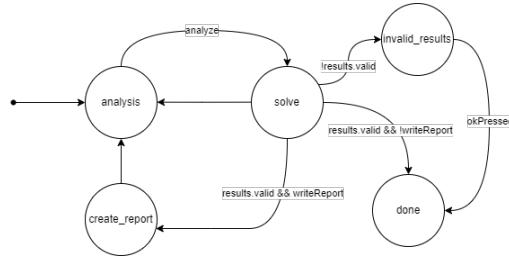 analyze
invalid_results
!results.valid
analysis
solve
okPressed
results.valid && !writeReport
results.valid && writeReport
create_report
done